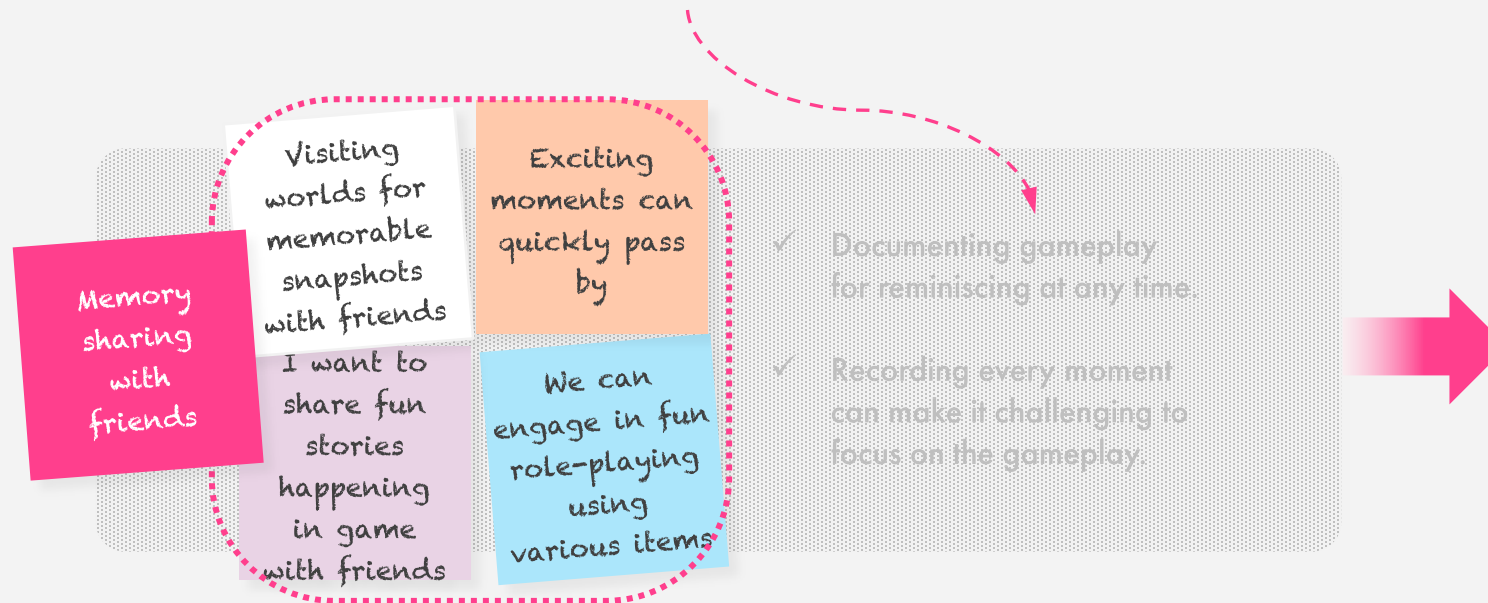 Memory
sharing
with
friends
Visiting
worlds for
memorable
snapshots
with friends
Exciting
moments can
quickly pass
by
I want to
share fun
stories
happening
in game
with friends
We can
engage in fun
role-playing
using
various items
✓ Documenting gameplay
for reminiscing at any time.
✓ Recording every moment
can make it challenging to
focus on the gameplay.